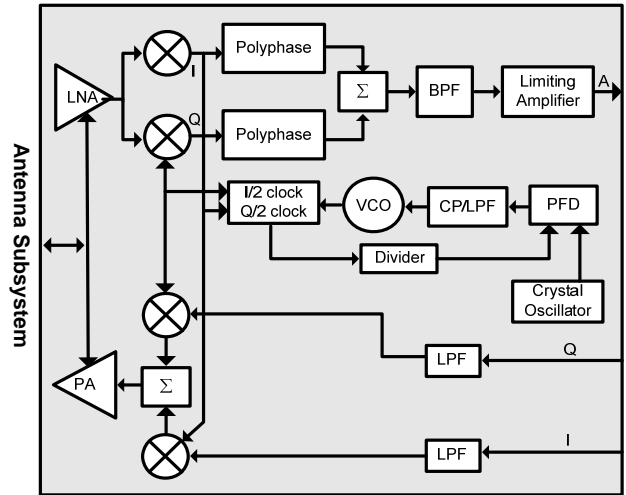 Antenna Subsystem
LNA
I
Q
Polyphase
Polyphase
Σ
BPF
Limiting
Amplifier
A
I/2 clock
Q/2 clock
VCO
CP/LPF
PFD
Divider
Crystal
Oscillator
PA
Σ
LPF
Q
LPF
I